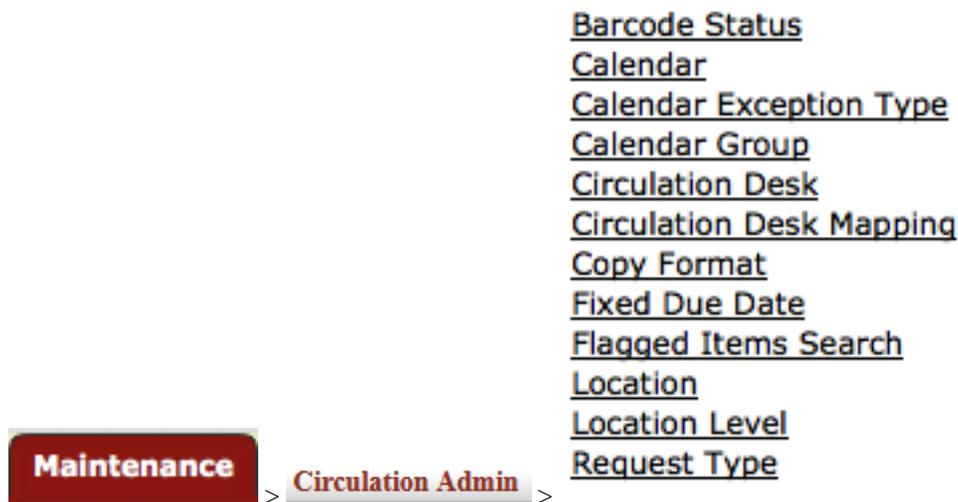 Barcode Status
Calendar
Calendar Exception Type
Calendar Group
Circulation Desk
Circulation Desk Mapping
Copy Format
Fixed Due Date
Flagged Items Search
Location
Location Level
Request Type
Maintenance > Circulation Admin >